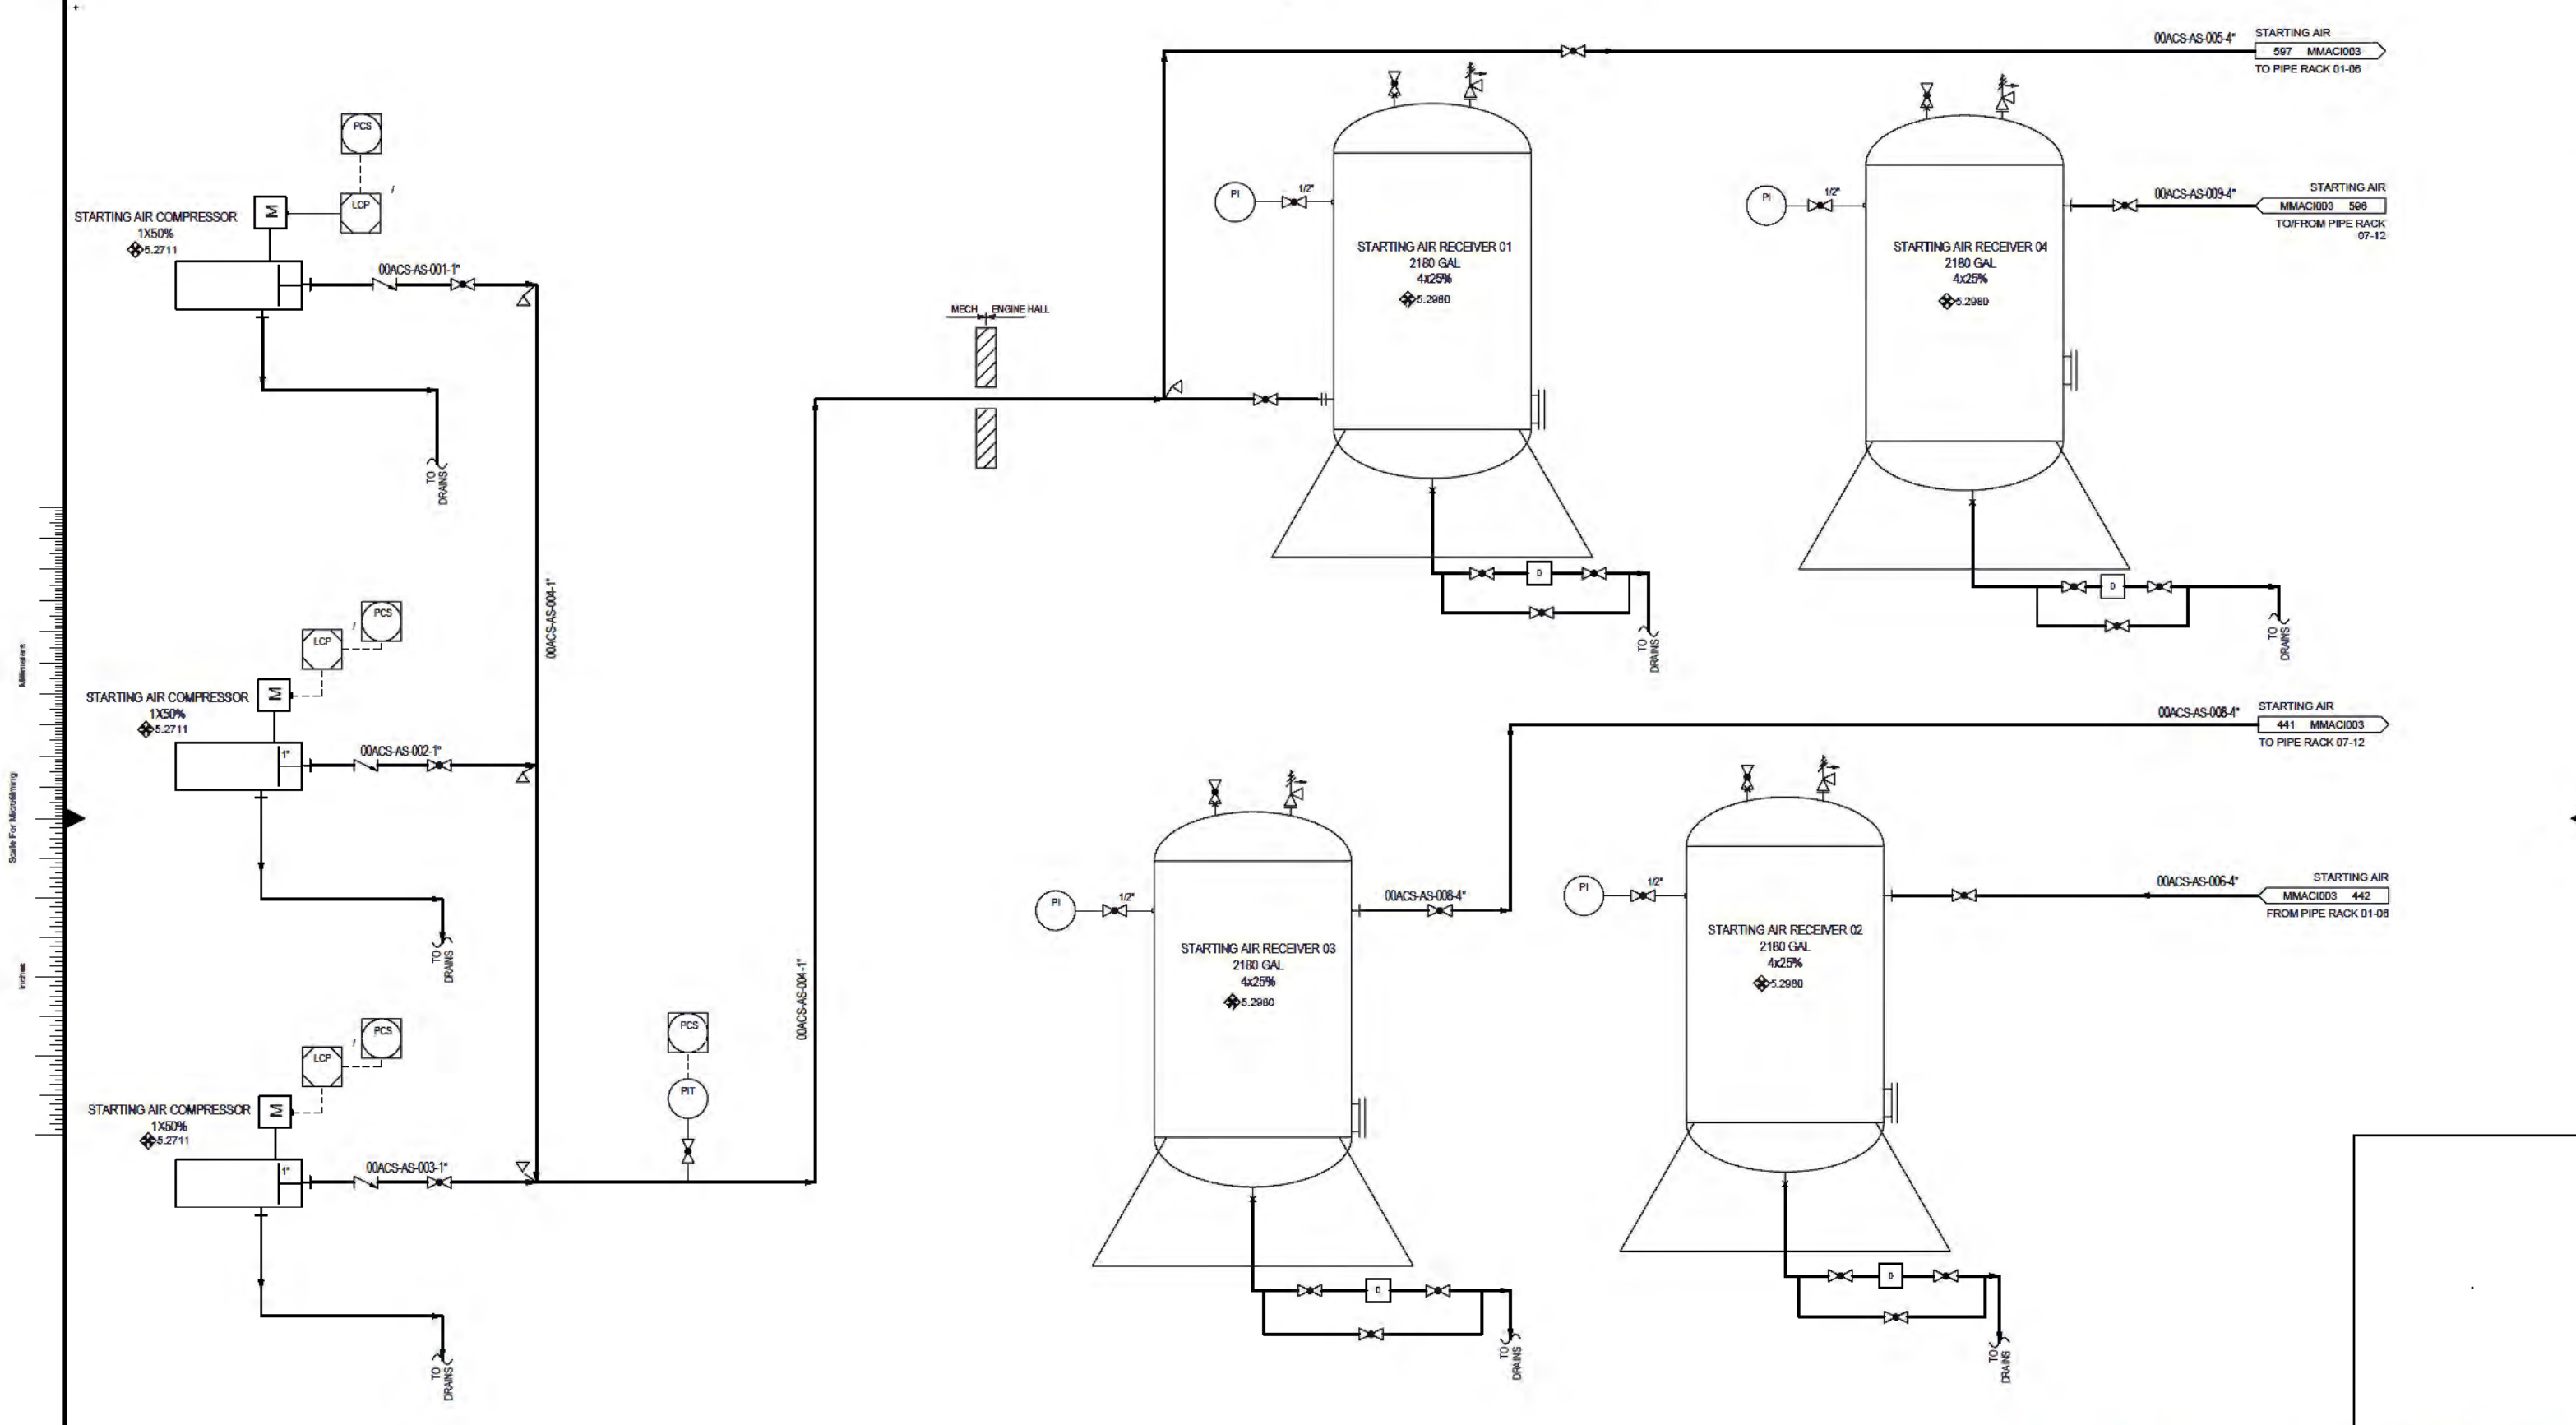 00ACS-AS-005-4"
STARTING AIR
597 MMACI003
TO PIPE RACK 01-06
PCS
LCP
/
M
STARTING AIR COMPRESSOR
1X50%
5.2711
00ACS-AS-001-1"
TO
DRAINS
MECH
ENGINE HALL
PI
1/2"
STARTING AIR RECEIVER 01
2180 GAL
4x25%
5.2980
D
TO
DRAINS
PI
1/2"
STARTING AIR RECEIVER 04
2180 GAL
4x25%
5.2980
00ACS-AS-009-4"
STARTING AIR
MMACI003 596
TO/FROM PIPE RACK
07-12
D
TO
DRAINS
00ACS-AS-004-1"
PCS
/
LCP
M
STARTING AIR COMPRESSOR
1X50%
5.2711
1"
00ACS-AS-002-1"
TO
DRAINS
00ACS-AS-008-4"
STARTING AIR
441 MMACI003
TO PIPE RACK 07-12
PI
1/2"
STARTING AIR RECEIVER 03
2180 GAL
4x25%
5.2980
00ACS-AS-008-4"
D
TO
DRAINS
PI
1/2"
STARTING AIR RECEIVER 02
2180 GAL
4x25%
5.2980
00ACS-AS-006-4"
STARTING AIR
MMACI003 442
FROM PIPE RACK 01-06
D
TO
DRAINS
PCS
/
LCP
M
STARTING AIR COMPRESSOR
1X50%
5.2711
1"
00ACS-AS-003-1"
TO
DRAINS
PCS
PIT
00ACS-AS-004-1"
Millimeters
Scale For Microfilming
Inches